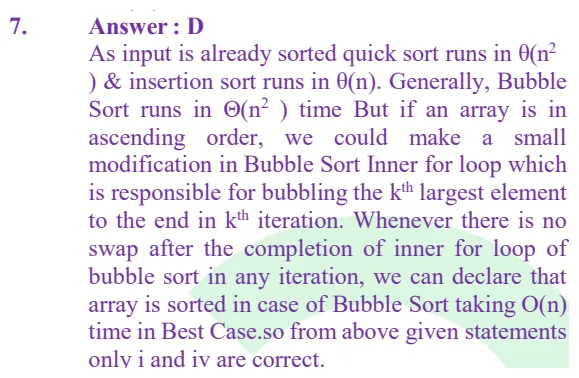 7. Answer : D
As input is already sorted quick sort runs in θ(n²
) & insertion sort runs in θ(n). Generally, Bubble
Sort runs in Θ(n² ) time But if an array is in
ascending order, we could make a small
modification in Bubble Sort Inner for loop which
is responsible for bubbling the kᵗʰ largest element
to the end in kᵗʰ iteration. Whenever there is no
swap after the completion of inner for loop of
bubble sort in any iteration, we can declare that
array is sorted in case of Bubble Sort taking O(n)
time in Best Case.so from above given statements
only i and iv are correct.